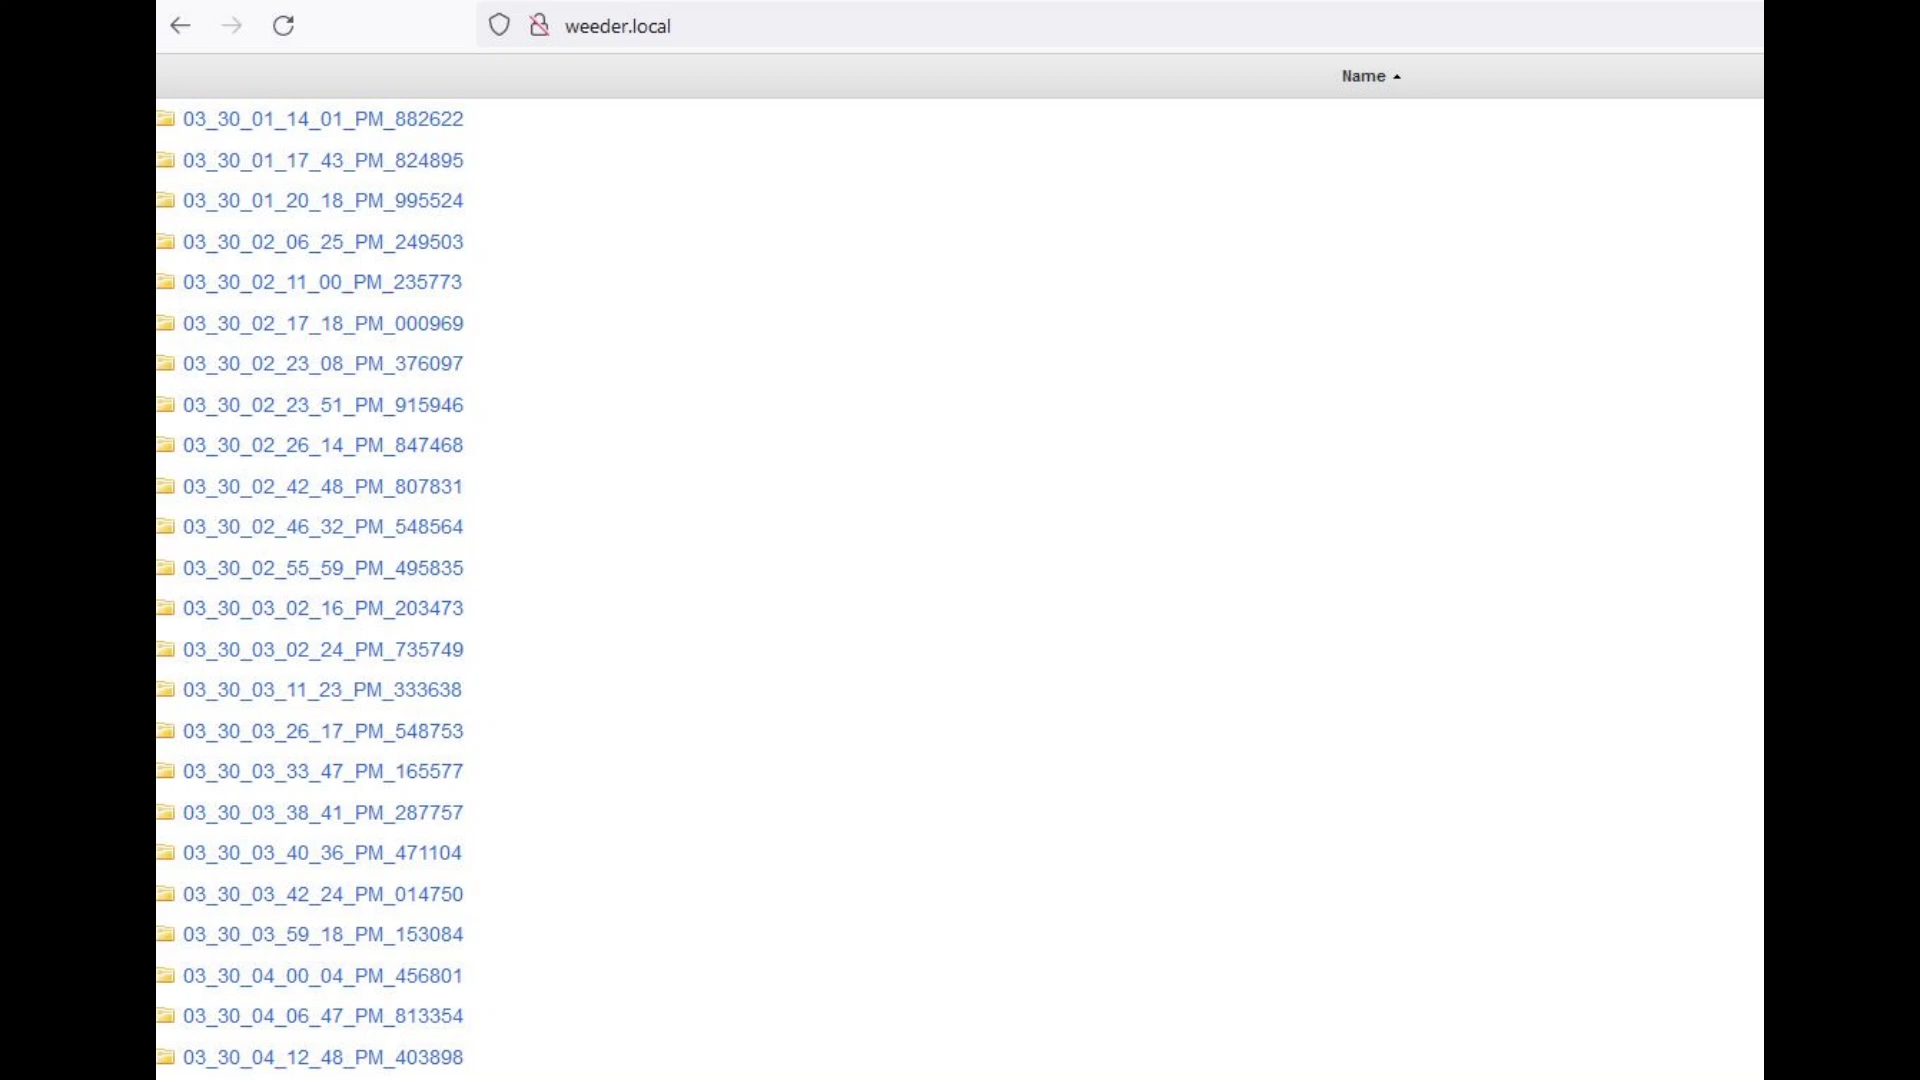 weeder.local
Name
03_30_01_14_01_PM_882622
03_30_01_17_43_PM_824895
03_30_01_20_18_PM_995524
03_30_02_06_25_PM_249503
03_30_02_11_00_PM_235773
03_30_02_17_18_PM_000969
03_30_02_23_08_PM_376097
03_30_02_23_51_PM_915946
03_30_02_26_14_PM_847468
03_30_02_42_48_PM_807831
03_30_02_46_32_PM_548564
03_30_02_55_59_PM_495835
03_30_03_02_16_PM_203473
03_30_03_02_24_PM_735749
03_30_03_11_23_PM_333638
03_30_03_26_17_PM_548753
03_30_03_33_47_PM_165577
03_30_03_38_41_PM_287757
03_30_03_40_36_PM_471104
03_30_03_42_24_PM_014750
03_30_03_59_18_PM_153084
03_30_04_00_04_PM_456801
03_30_04_06_47_PM_813354
03_30_04_12_48_PM_403898